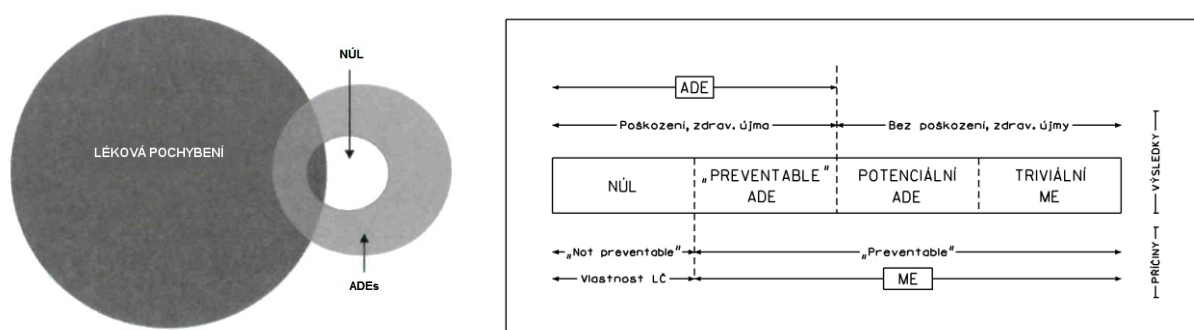 NÚL
LÉKOVÁ POCHYBENÍ
ADEs
ADE
Poškození, zdrav. újma
Bez poškození, zdrav. újmy
NÚL
„PREVENTABLE"
ADE
POTENCIÁLNÍ
ADE
TRIVIÁLNÍ
ME
VÝSLEDKY
„Not preventable"
„Preventable"
Vlastnost LČ
ME
PŘÍČINY